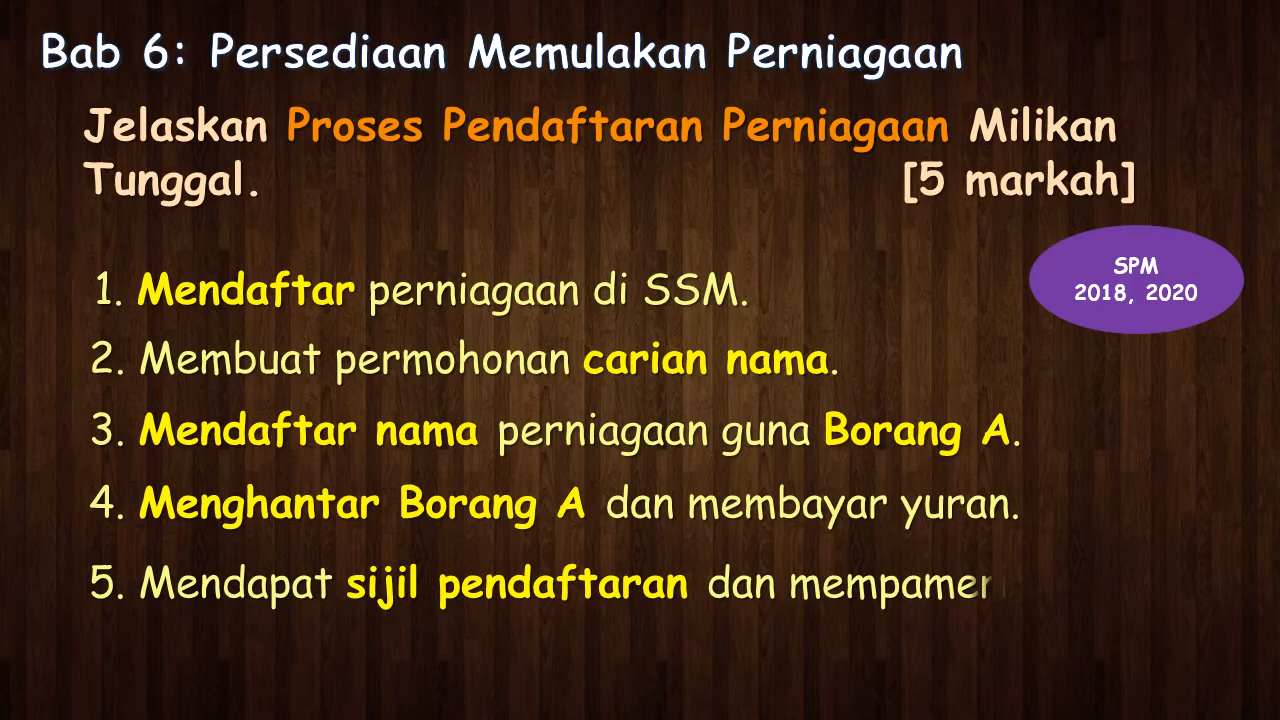 Bab 6: Persediaan Memulakan Perniagaan
Jelaskan Proses Pendaftaran Perniagaan Milikan
Tunggal. [5 markah]
SPM
2018, 2020
1. Mendaftar perniagaan di SSM.
2. Membuat permohonan carian nama.
3. Mendaftar nama perniagaan guna Borang A.
4. Menghantar Borang A dan membayar yuran.
5. Mendapat sijil pendaftaran dan mempamer